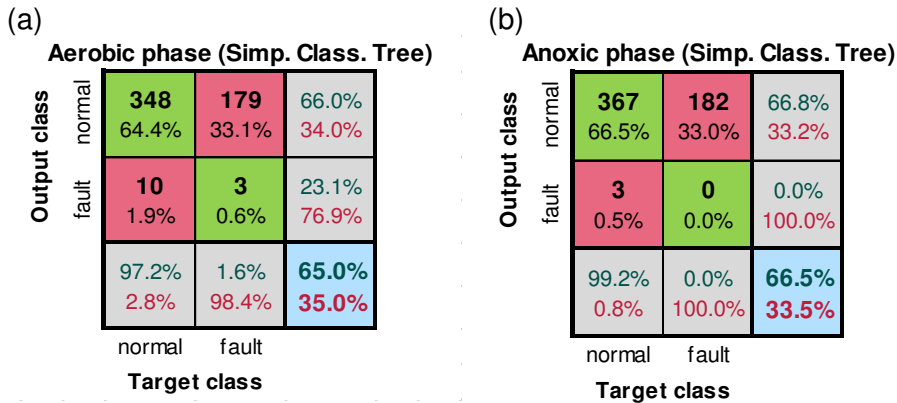 (a)
Aerobic phase (Simp. Class. Tree)
Output class
normal
fault
348
64.4%
179
33.1%
66.0%
34.0%
10
1.9%
3
0.6%
23.1%
76.9%
97.2%
2.8%
1.6%
98.4%
65.0%
35.0%
normal
fault
Target class
(b)
Anoxic phase (Simp. Class. Tree)
Output class
normal
fault
367
66.5%
182
33.0%
66.8%
33.2%
3
0.5%
0
0.0%
0.0%
100.0%
99.2%
0.8%
0.0%
100.0%
66.5%
33.5%
normal
fault
Target class